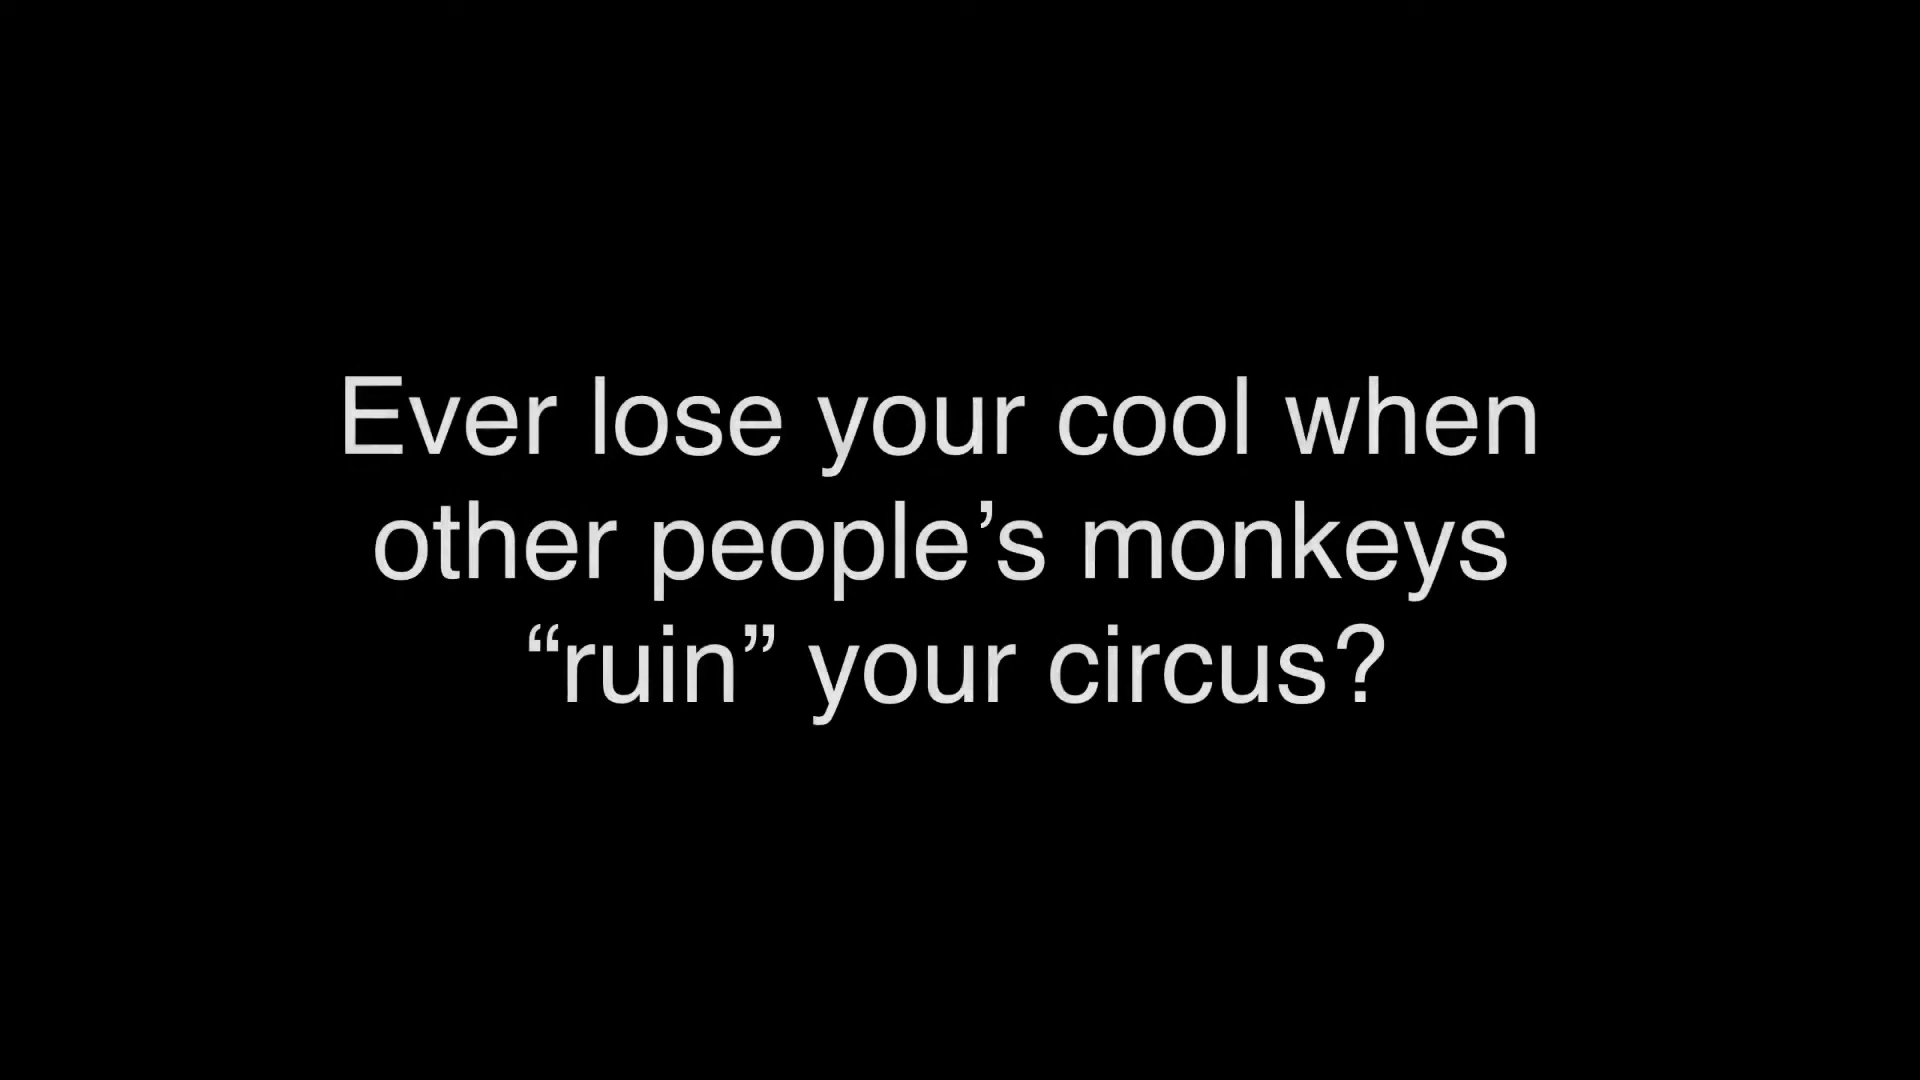 Ever lose your cool when
other people’s monkeys
“ruin” your circus?